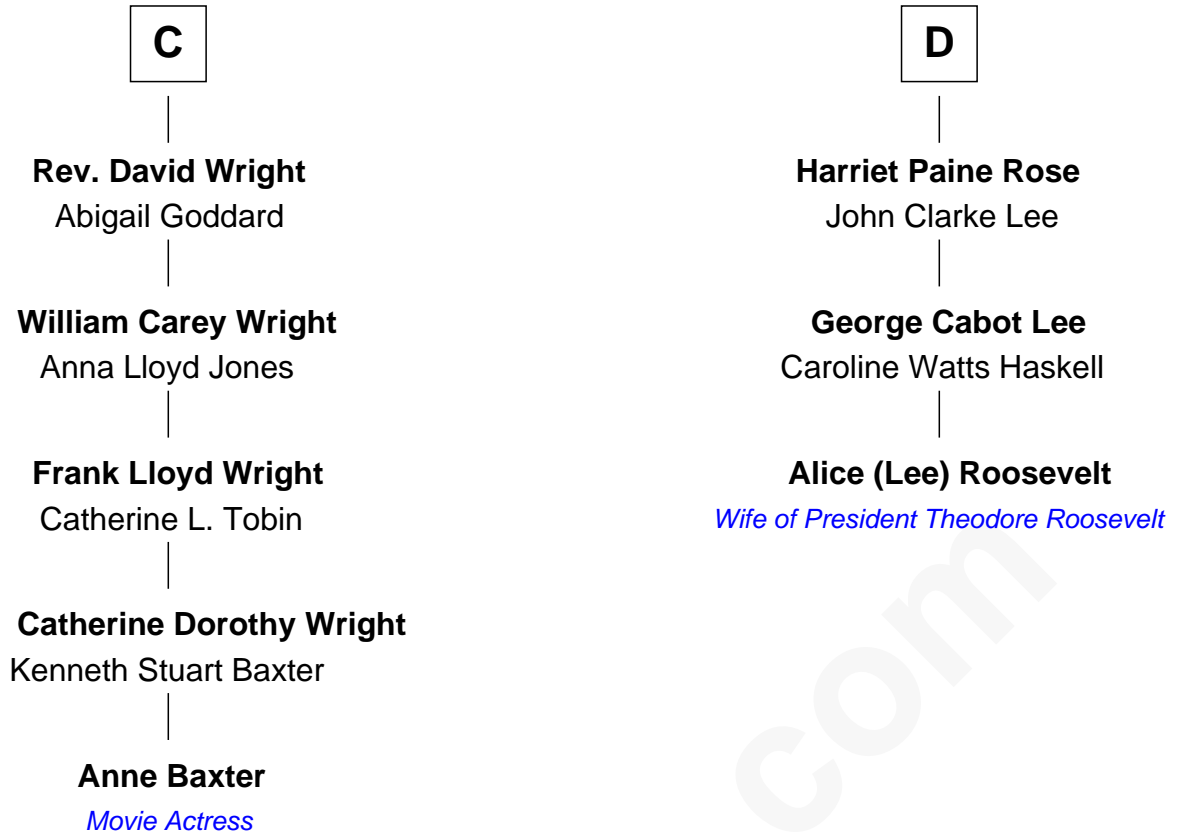 C
Rev. David Wright
Abigail Goddard
William Carey Wright
Anna Lloyd Jones
Frank Lloyd Wright
Catherine L. Tobin
Catherine Dorothy Wright
Kenneth Stuart Baxter
Anne Baxter
Movie Actress
D
Harriet Paine Rose
John Clarke Lee
George Cabot Lee
Caroline Watts Haskell
Alice (Lee) Roosevelt
Wife of President Theodore Roosevelt
com